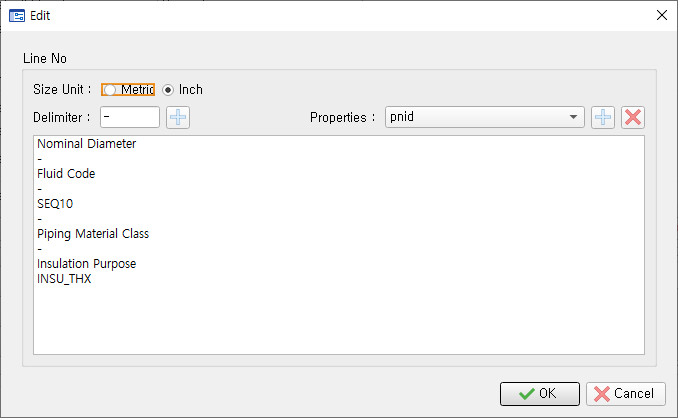 Edit
Line No
Size Unit : Metric Inch
Delimiter : - Properties : pnid
Nominal Diameter
-
Fluid Code
-
SEQ10
-
Piping Material Class
-
Insulation Purpose
INSU_THX
OK Cancel